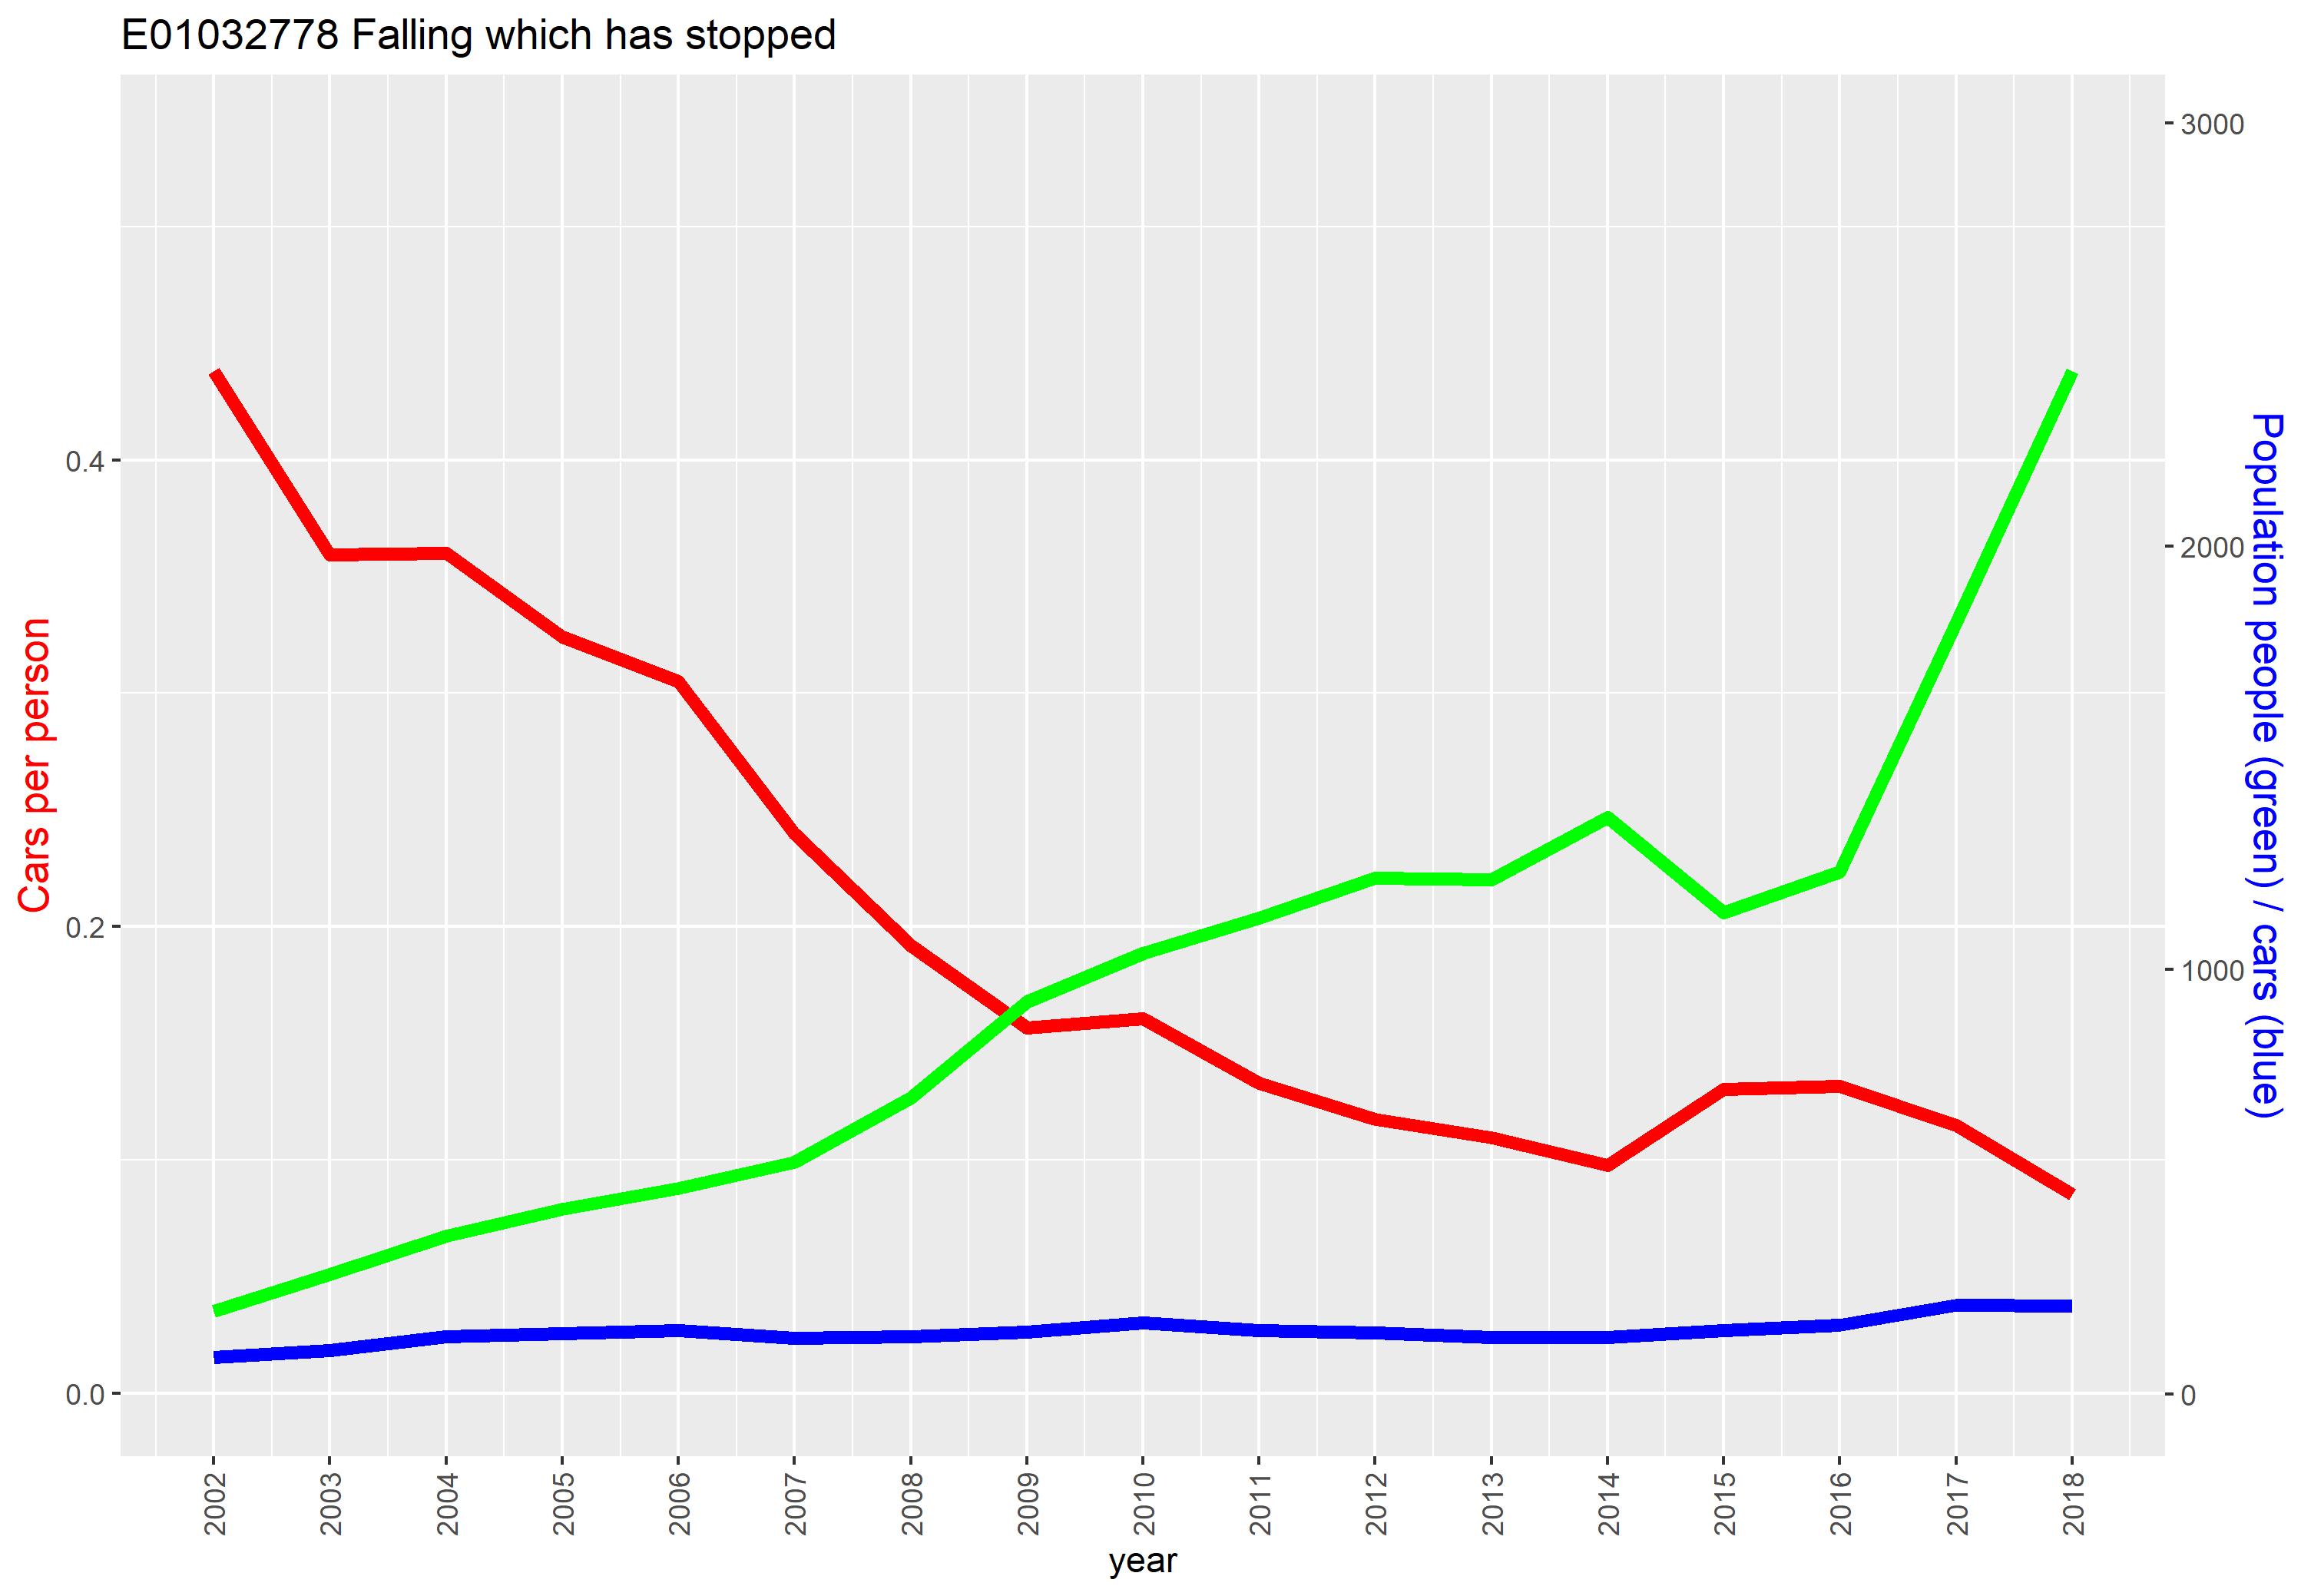 E01032778 Falling which has stopped
Cars per person
0.4
0.2
0.0
3000
2000
1000
0
Population people (green) / cars (blue)
2002 2003 2004 2005 2006 2007 2008 2009 2010 2011 2012 2013 2014 2015 2016 2017 2018
year